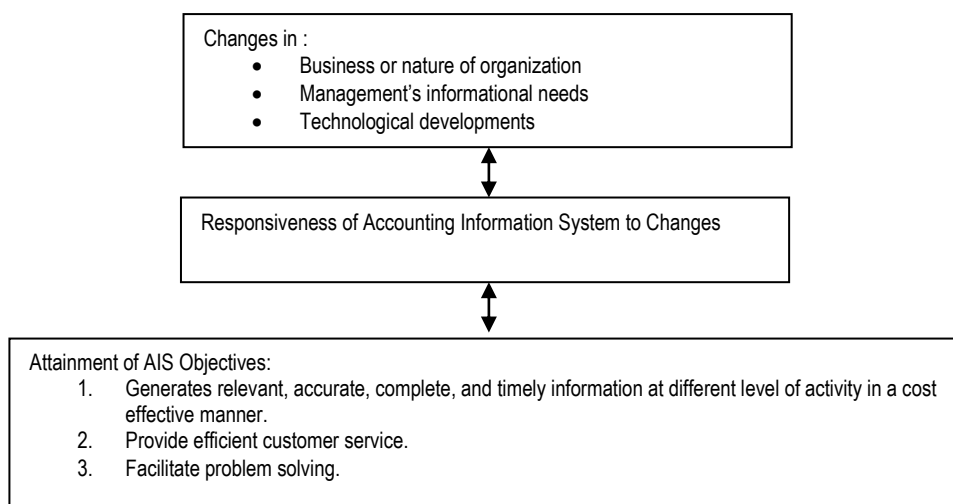 Changes in :
• Business or nature of organization
• Management’s informational needs
• Technological developments
Responsiveness of Accounting Information System to Changes
Attainment of AIS Objectives:
1. Generates relevant, accurate, complete, and timely information at different level of activity in a cost
effective manner.
2. Provide efficient customer service.
3. Facilitate problem solving.